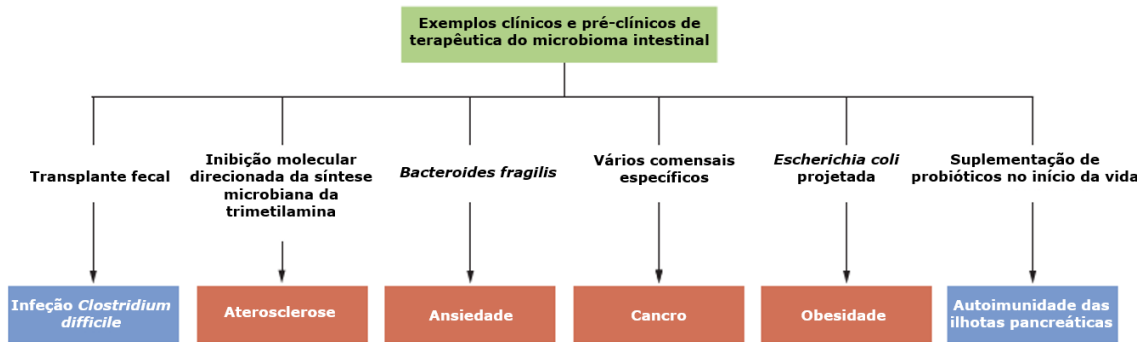 Exemplos clínicos e pré-clínicos de
terapêutica do microbioma intestinal
Transplante fecal
Inibição molecular
direcionada da síntese
microbiana da
trimetilamina
Bacteroides fragilis
Vários comensais
específicos
Escherichia coli
projetada
Suplementação de
probióticos no início da vida
Infeção Clostridium
difficile
Aterosclerose
Ansiedade
Cancro
Obesidade
Autoimunidade das
ilhotas pancreáticas